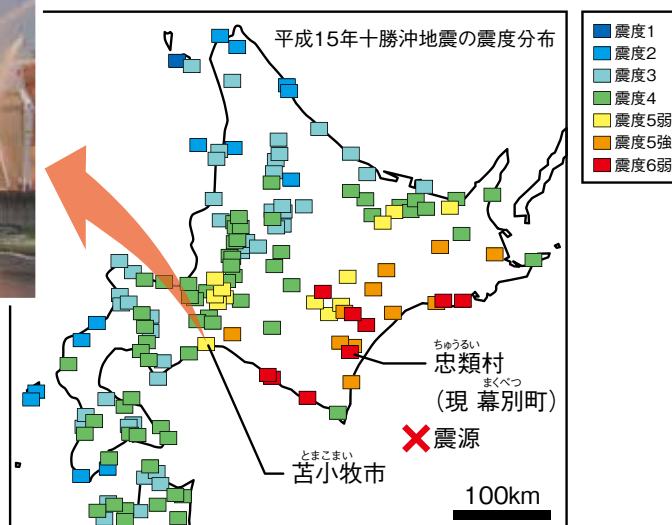 平成15年十勝沖地震の震度分布
震度1
震度2
震度3
震度4
震度5弱
震度5強
震度6弱
ちゅうるい
忠類村
まくべつ
(現 幕別町)
震源
とまこまい
苫小牧市
100km